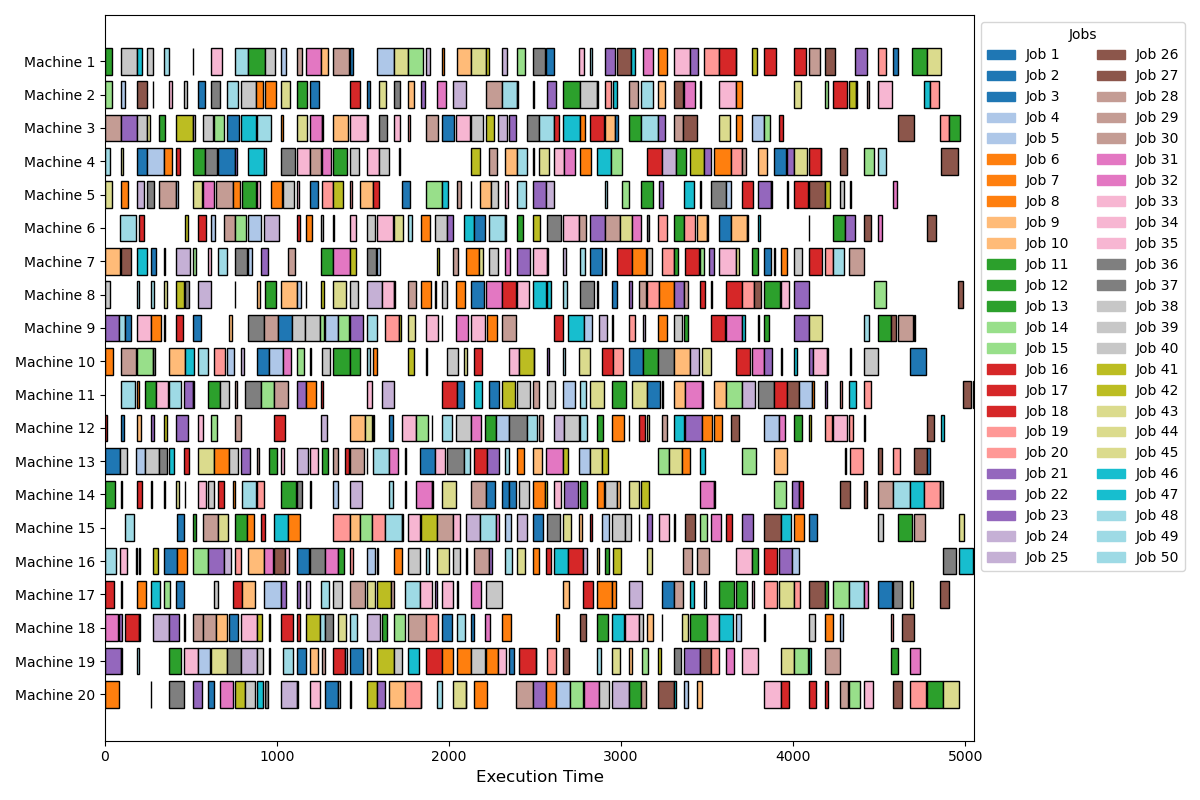 Machine 1
Machine 2
Machine 3
Machine 4
Machine 5
Machine 6
Machine 7
Machine 8
Machine 9
Machine 10
Machine 11
Machine 12
Machine 13
Machine 14
Machine 15
Machine 16
Machine 17
Machine 18
Machine 19
Machine 20
0 1000 2000 3000 4000 5000
Execution Time
Jobs
Job 1 Job 26
Job 2 Job 27
Job 3 Job 28
Job 4 Job 29
Job 5 Job 30
Job 6 Job 31
Job 7 Job 32
Job 8 Job 33
Job 9 Job 34
Job 10 Job 35
Job 11 Job 36
Job 12 Job 37
Job 13 Job 38
Job 14 Job 39
Job 15 Job 40
Job 16 Job 41
Job 17 Job 42
Job 18 Job 43
Job 19 Job 44
Job 20 Job 45
Job 21 Job 46
Job 22 Job 47
Job 23 Job 48
Job 24 Job 49
Job 25 Job 50